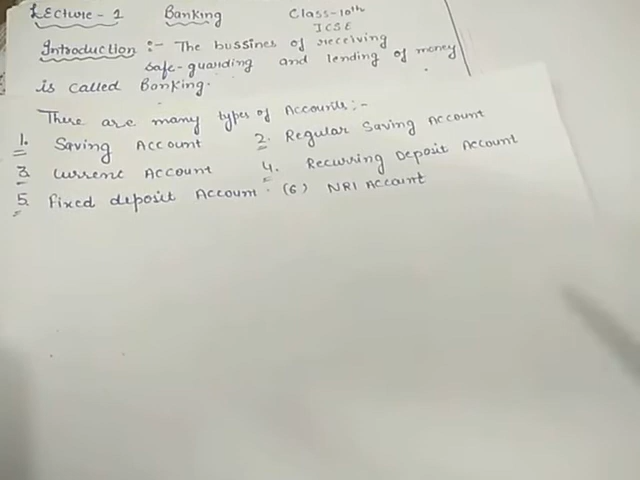 Lecture - 1 Banking Class-10th
ICSE
Introduction :- The bussines of receiving
safe-guarding and lending of money
is called Banking.
There are many types of Accounts:-
1. Saving Account 2. Regular Saving Account
3. Current Account 4. Recurring Deposit Account
5. Fixed deposit Account. (6) NRI Account